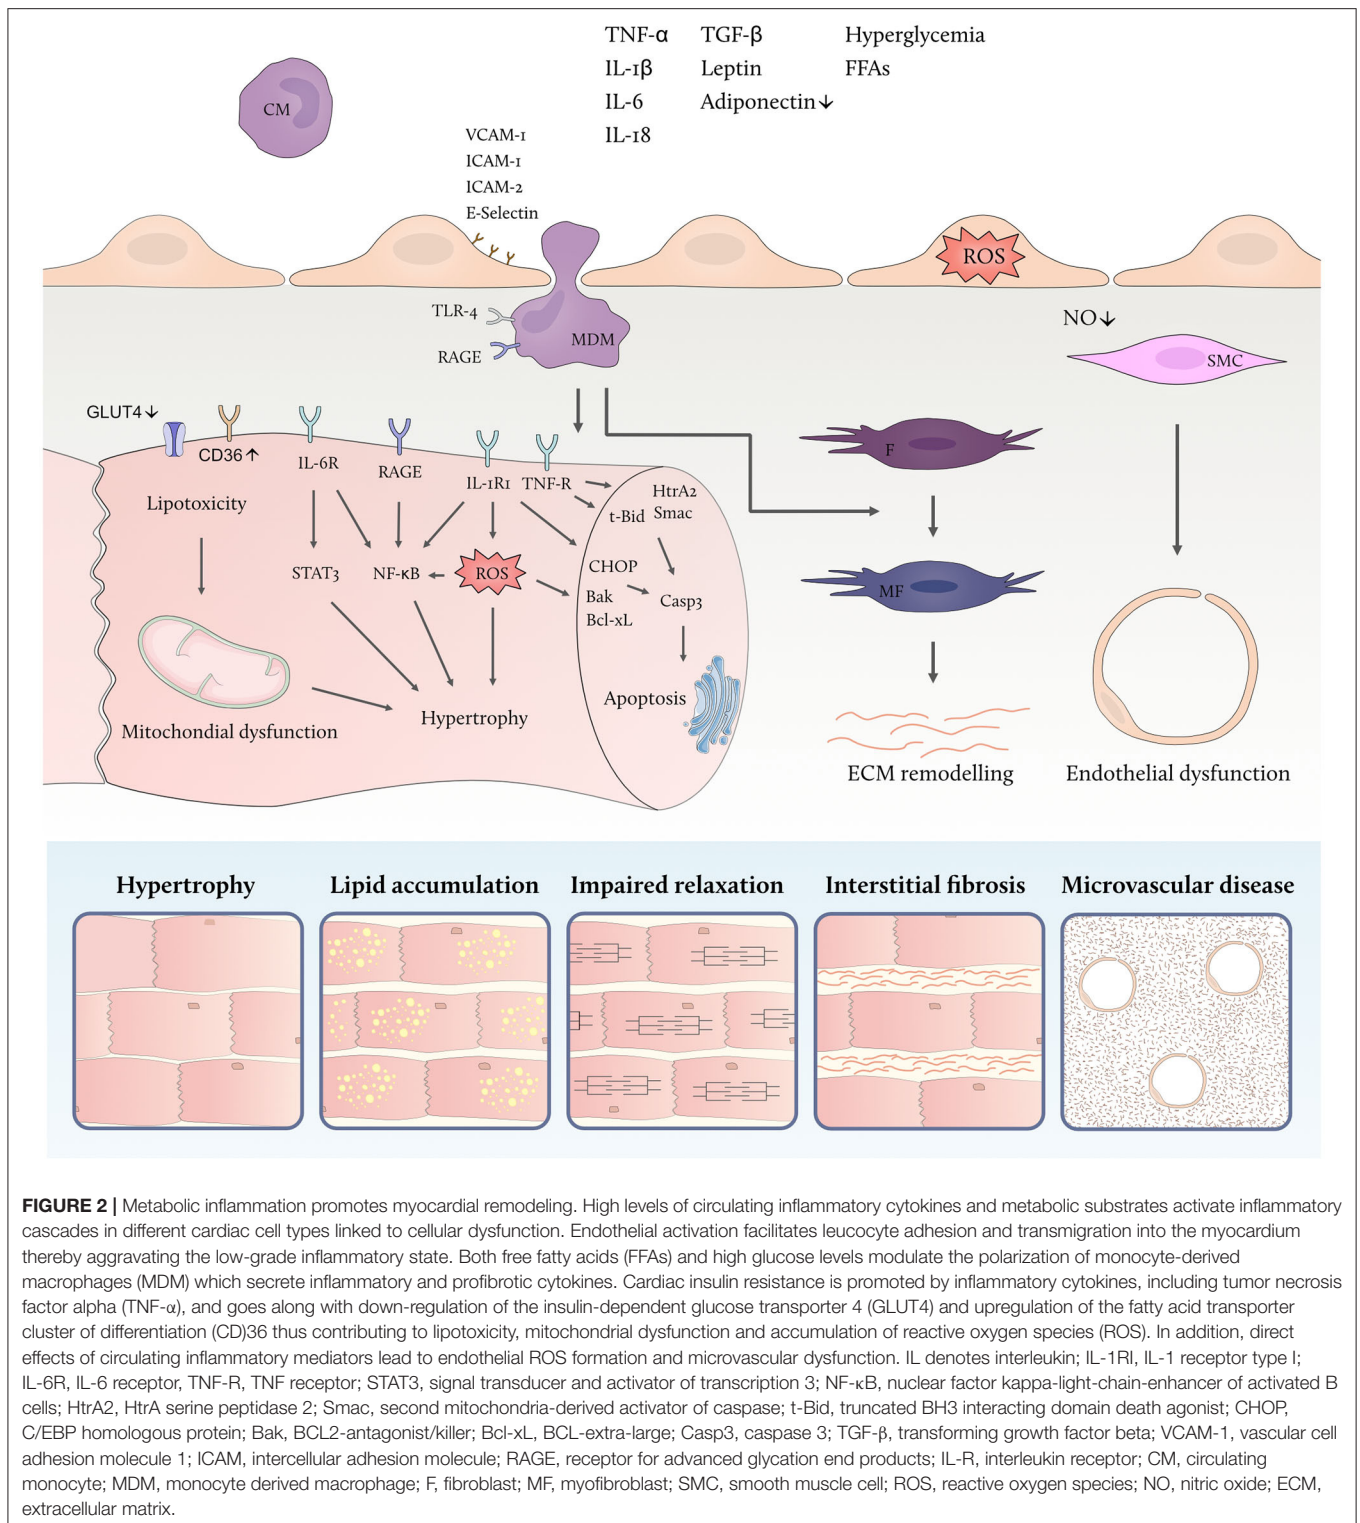 TNF-α TGF-β Hyperglycemia
IL-1β Leptin FFAs
IL-6 Adiponectin↓
IL-18
CM
VCAM-1
ICAM-1
ICAM-2
E-Selectin
ROS
TLR-4
MDM
RAGE
NO↓
SMC
GLUT4↓
CD36↑
IL-6R
RAGE
IL-1R1 TNF-R
F
Lipotoxicity
HtrA2
t-Bid Smac
STAT3 NF-κB ROS
CHOP
Bak
Bcl-xL
Casp3
MF
Apoptosis
Hypertrophy
Mitochondial dysfunction
ECM remodelling
Endothelial dysfunction
Hypertrophy Lipid accumulation Impaired relaxation Interstitial fibrosis Microvascular disease
FIGURE 2 | Metabolic inflammation promotes myocardial remodeling. High levels of circulating inflammatory cytokines and metabolic substrates activate inflammatory
cascades in different cardiac cell types linked to cellular dysfunction. Endothelial activation facilitates leucocyte adhesion and transmigration into the myocardium
thereby aggravating the low-grade inflammatory state. Both free fatty acids (FFAs) and high glucose levels modulate the polarization of monocyte-derived
macrophages (MDM) which secrete inflammatory and profibrotic cytokines. Cardiac insulin resistance is promoted by inflammatory cytokines, including tumor necrosis
factor alpha (TNF-α), and goes along with down-regulation of the insulin-dependent glucose transporter 4 (GLUT4) and upregulation of the fatty acid transporter
cluster of differentiation (CD)36 thus contributing to lipotoxicity, mitochondrial dysfunction and accumulation of reactive oxygen species (ROS). In addition, direct
effects of circulating inflammatory mediators lead to endothelial ROS formation and microvascular dysfunction. IL denotes interleukin; IL-1RI, IL-1 receptor type I;
IL-6R, IL-6 receptor, TNF-R, TNF receptor; STAT3, signal transducer and activator of transcription 3; NF-κB, nuclear factor kappa-light-chain-enhancer of activated B
cells; HtrA2, HtrA serine peptidase 2; Smac, second mitochondria-derived activator of caspase; t-Bid, truncated BH3 interacting domain death agonist; CHOP,
C/EBP homologous protein; Bak, BCL2-antagonist/killer; Bcl-xL, BCL-extra-large; Casp3, caspase 3; TGF-β, transforming growth factor beta; VCAM-1, vascular cell
adhesion molecule 1; ICAM, intercellular adhesion molecule; RAGE, receptor for advanced glycation end products; IL-R, interleukin receptor; CM, circulating
monocyte; MDM, monocyte derived macrophage; F, fibroblast; MF, myofibroblast; SMC, smooth muscle cell; ROS, reactive oxygen species; NO, nitric oxide; ECM,
extracellular matrix.